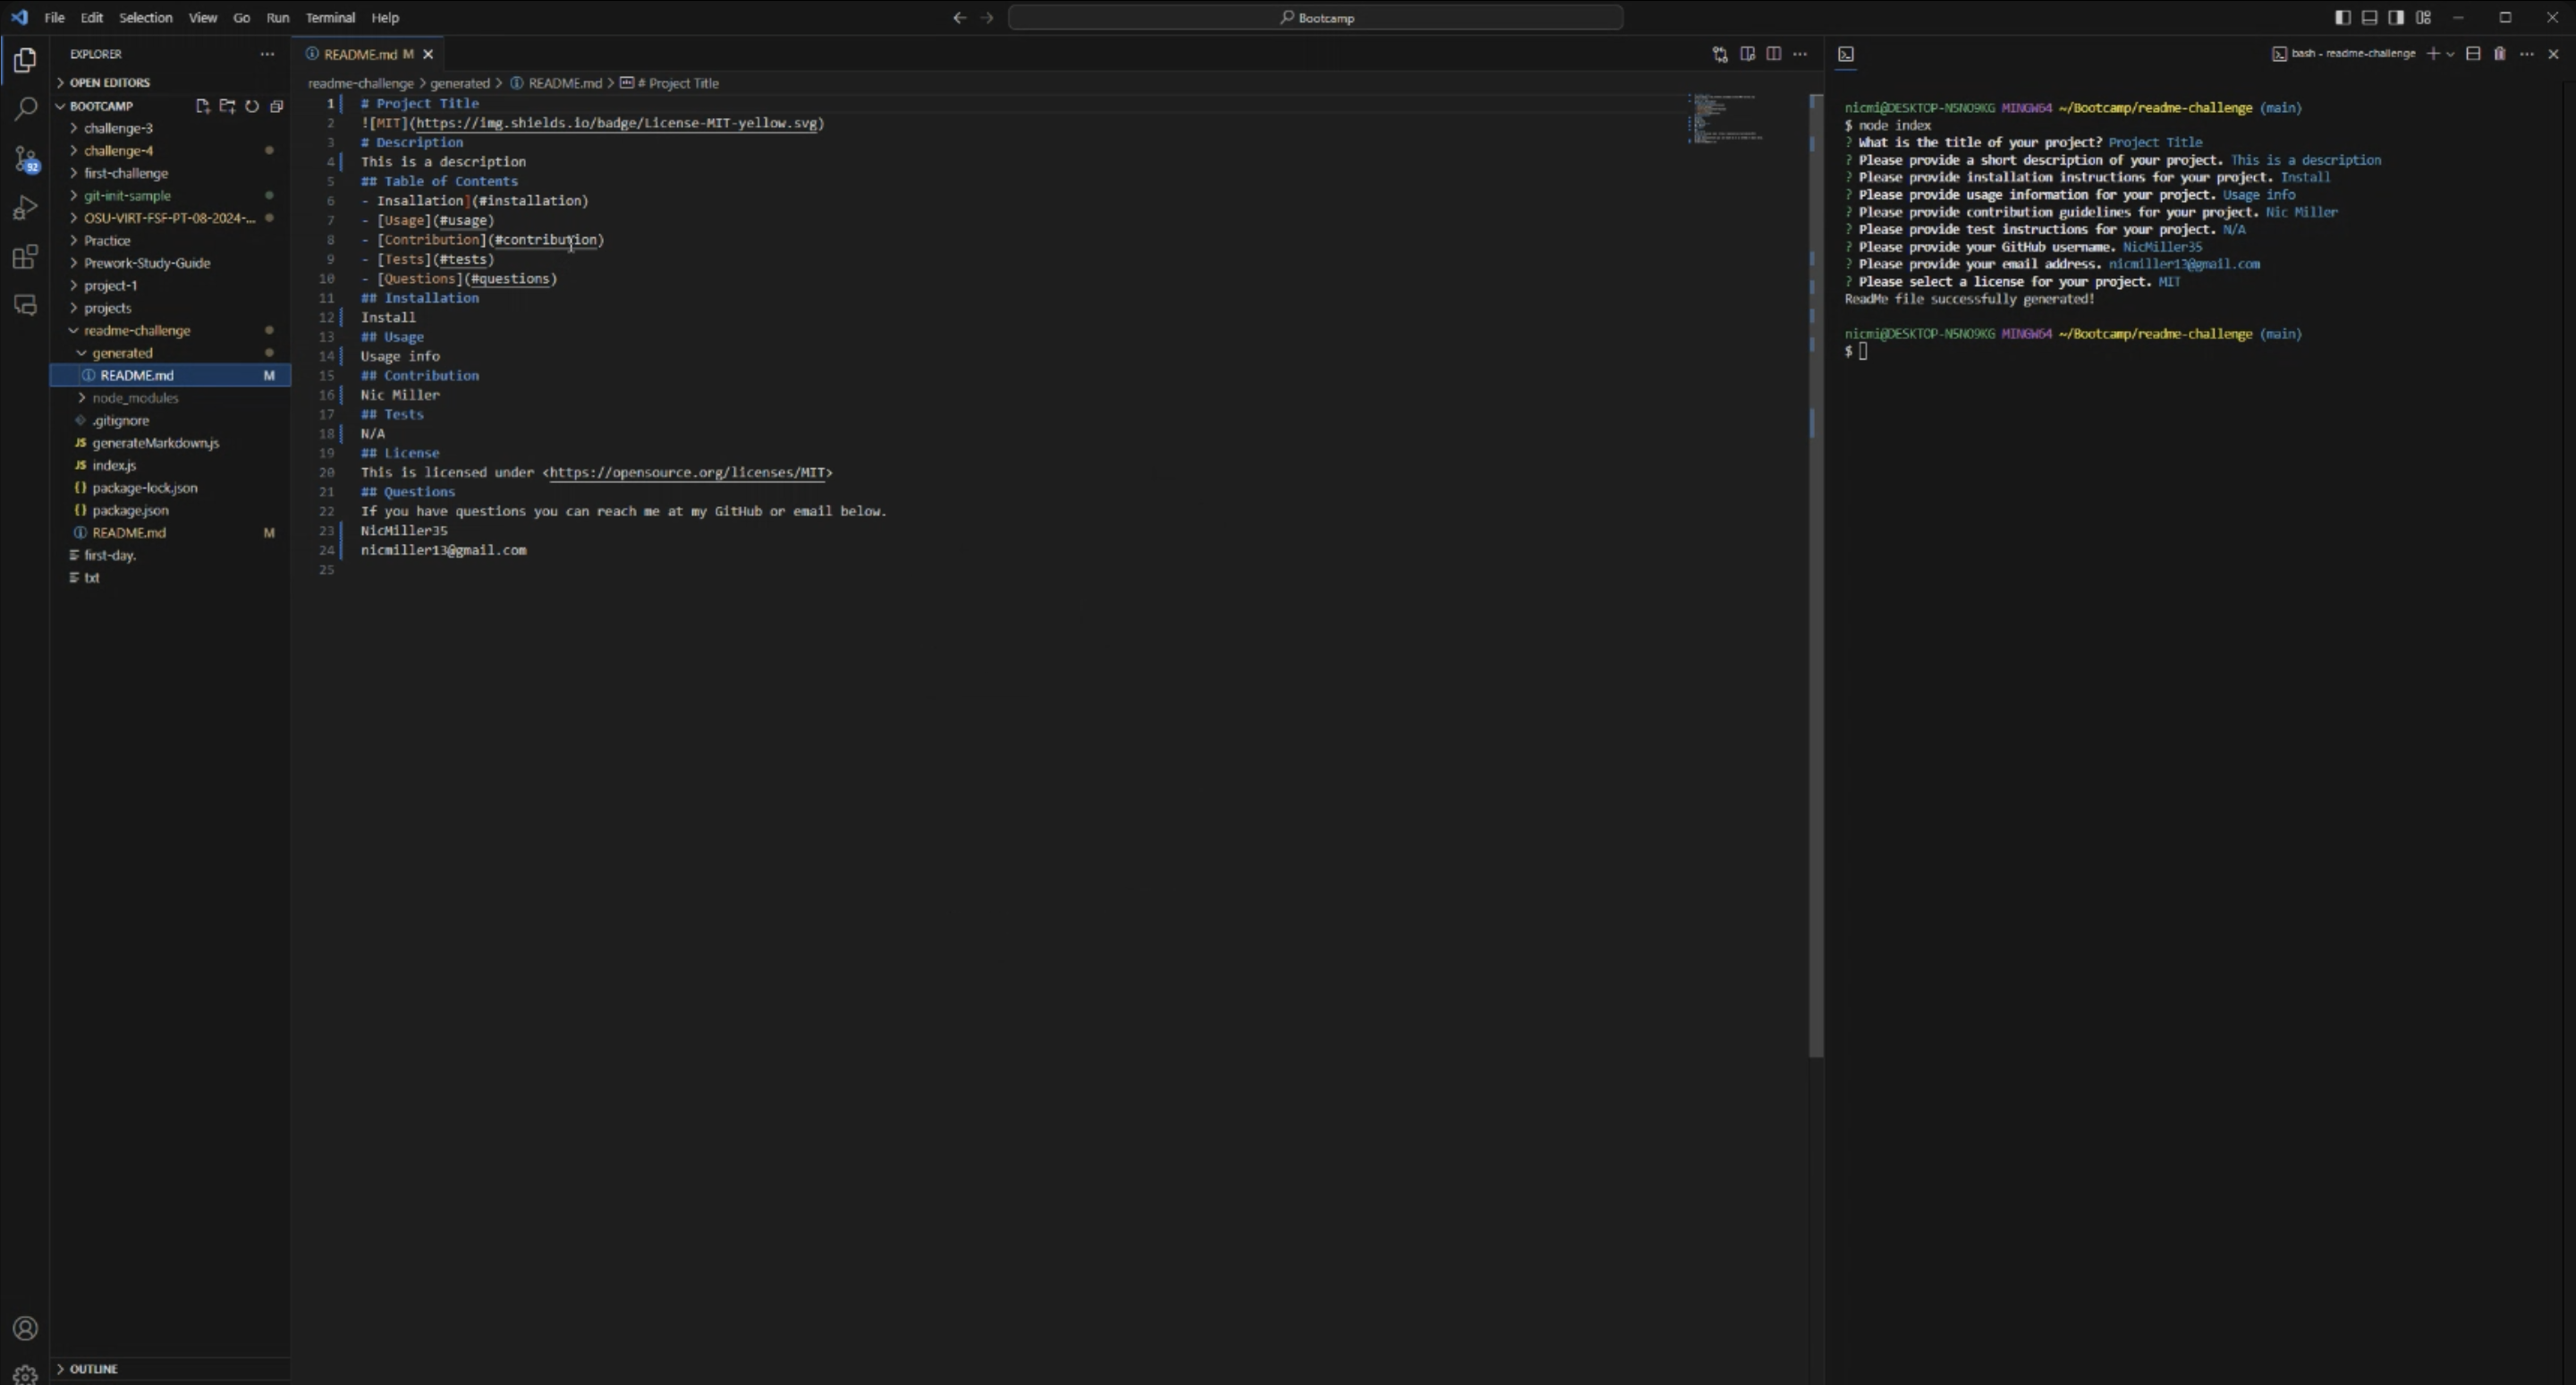 File Edit Selection View Go Run Terminal Help
Bootcamp
EXPLORER
OPEN EDITORS
BOOTCAMP
challenge-3
challenge-4
first-challenge
git-init-sample
OSU-VIRT-FSF-PT-08-2024-...
Practice
Prework-Study-Guide
project-1
projects
readme-challenge
generated
README.md M
node_modules
.gitignore
JS generateMarkdown.js
JS index.js
{} package-lock.json
{} package.json
README.md M
first-day.
txt
OUTLINE
92
README.md M
readme-challenge > generated > README.md > # Project Title
1 # Project Title
2 ![MIT](https://img.shields.io/badge/License-MIT-yellow.svg)
3 # Description
4 This is a description
5 ## Table of Contents
6 - Insallation](#installation)
7 - [Usage](#usage)
8 - [Contribution](#contribution)
9 - [Tests](#tests)
10 - [Questions](#questions)
11 ## Installation
12 Install
13 ## Usage
14 Usage info
15 ## Contribution
16 Nic Miller
17 ## Tests
18 N/A
19 ## License
20 This is licensed under <https://opensource.org/licenses/MIT>
21 ## Questions
22 If you have questions you can reach me at my GitHub or email below.
23 NicMiller35
24 nicmiller13@gmail.com
25
bash - readme-challenge
nicmi@DESKTOP-N5NO9KG MINGW64 ~/Bootcamp/readme-challenge (main)
$ node index
? What is the title of your project? Project Title
? Please provide a short description of your project. This is a description
? Please provide installation instructions for your project. Install
? Please provide usage information for your project. Usage info
? Please provide contribution guidelines for your project. Nic Miller
? Please provide test instructions for your project. N/A
? Please provide your GitHub username. NicMiller35
? Please provide your email address. nicmiller13@gmail.com
? Please select a license for your project. MIT
ReadMe file successfully generated!
nicmi@DESKTOP-N5NO9KG MINGW64 ~/Bootcamp/readme-challenge (main)
$